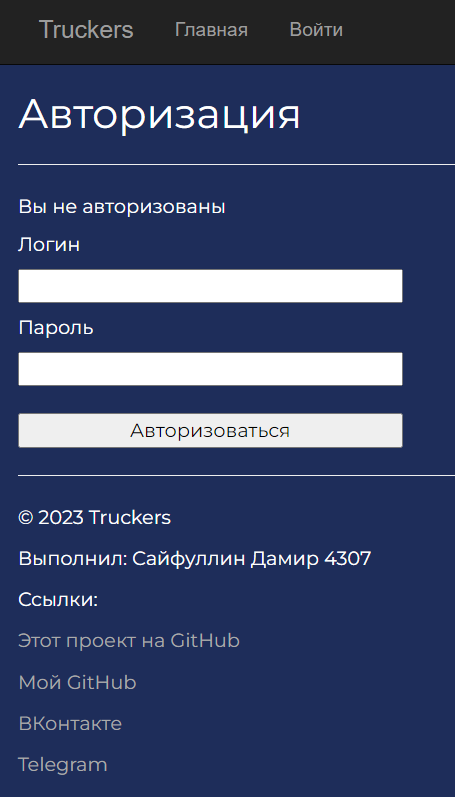 Truckers Главная Войти
Авторизация
Вы не авторизованы
Логин
Пароль
Авторизоваться
© 2023 Truckers
Выполнил: Сайфуллин Дамир 4307
Ссылки:
Этот проект на GitHub
Мой GitHub
ВКонтакте
Telegram